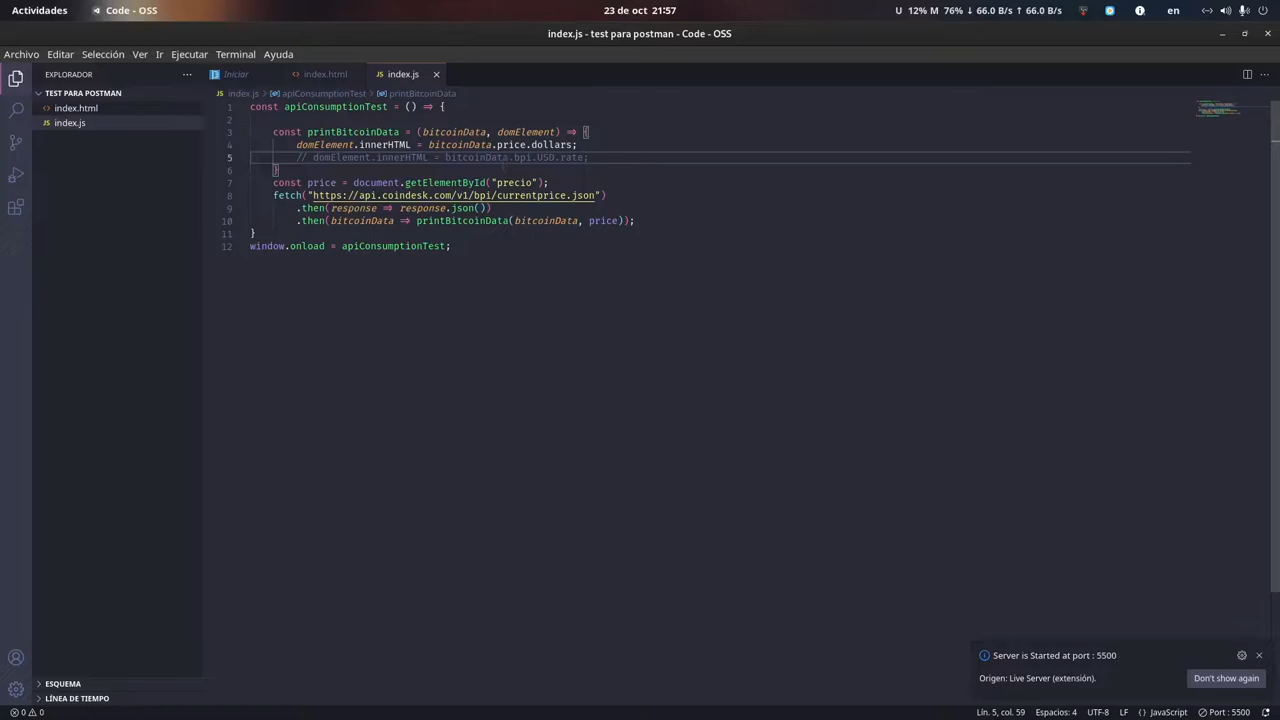 Actividades
Code - OSS
23 de oct 21:57
U 12% M 76% ↓ 66.0 B/s ↑ 66.0 B/s
en
index.js - test para postman - Code - OSS
Archivo Editar Selección Ver Ir Ejecutar Terminal Ayuda
EXPLORADOR
Iniciar
index.html
JS index.js
TEST PARA POSTMAN
JS index.js > apiConsumptionTest > printBitcoinData
index.html
JS index.js
1 const apiConsumptionTest = () => {
2
3 const printBitcoinData = (bitcoinData, domElement) => {
4 domElement.innerHTML = bitcoinData.price.dollars;
5 // domElement.innerHTML = bitcoinData.bpi.USD.rate;
6 }
7 const price = document.getElementById("precio");
8 fetch("https://api.coindesk.com/v1/bpi/currentprice.json")
9 .then(response => response.json())
10 .then(bitcoinData => printBitcoinData(bitcoinData, price));
11 }
12 window.onload = apiConsumptionTest;
Server is Started at port : 5500
Origen: Live Server (extensión).
Don't show again
ESQUEMA
LÍNEA DE TIEMPO
0 0
Lín. 5, col. 59 Espacios: 4 UTF-8 LF {} JavaScript Port : 5500